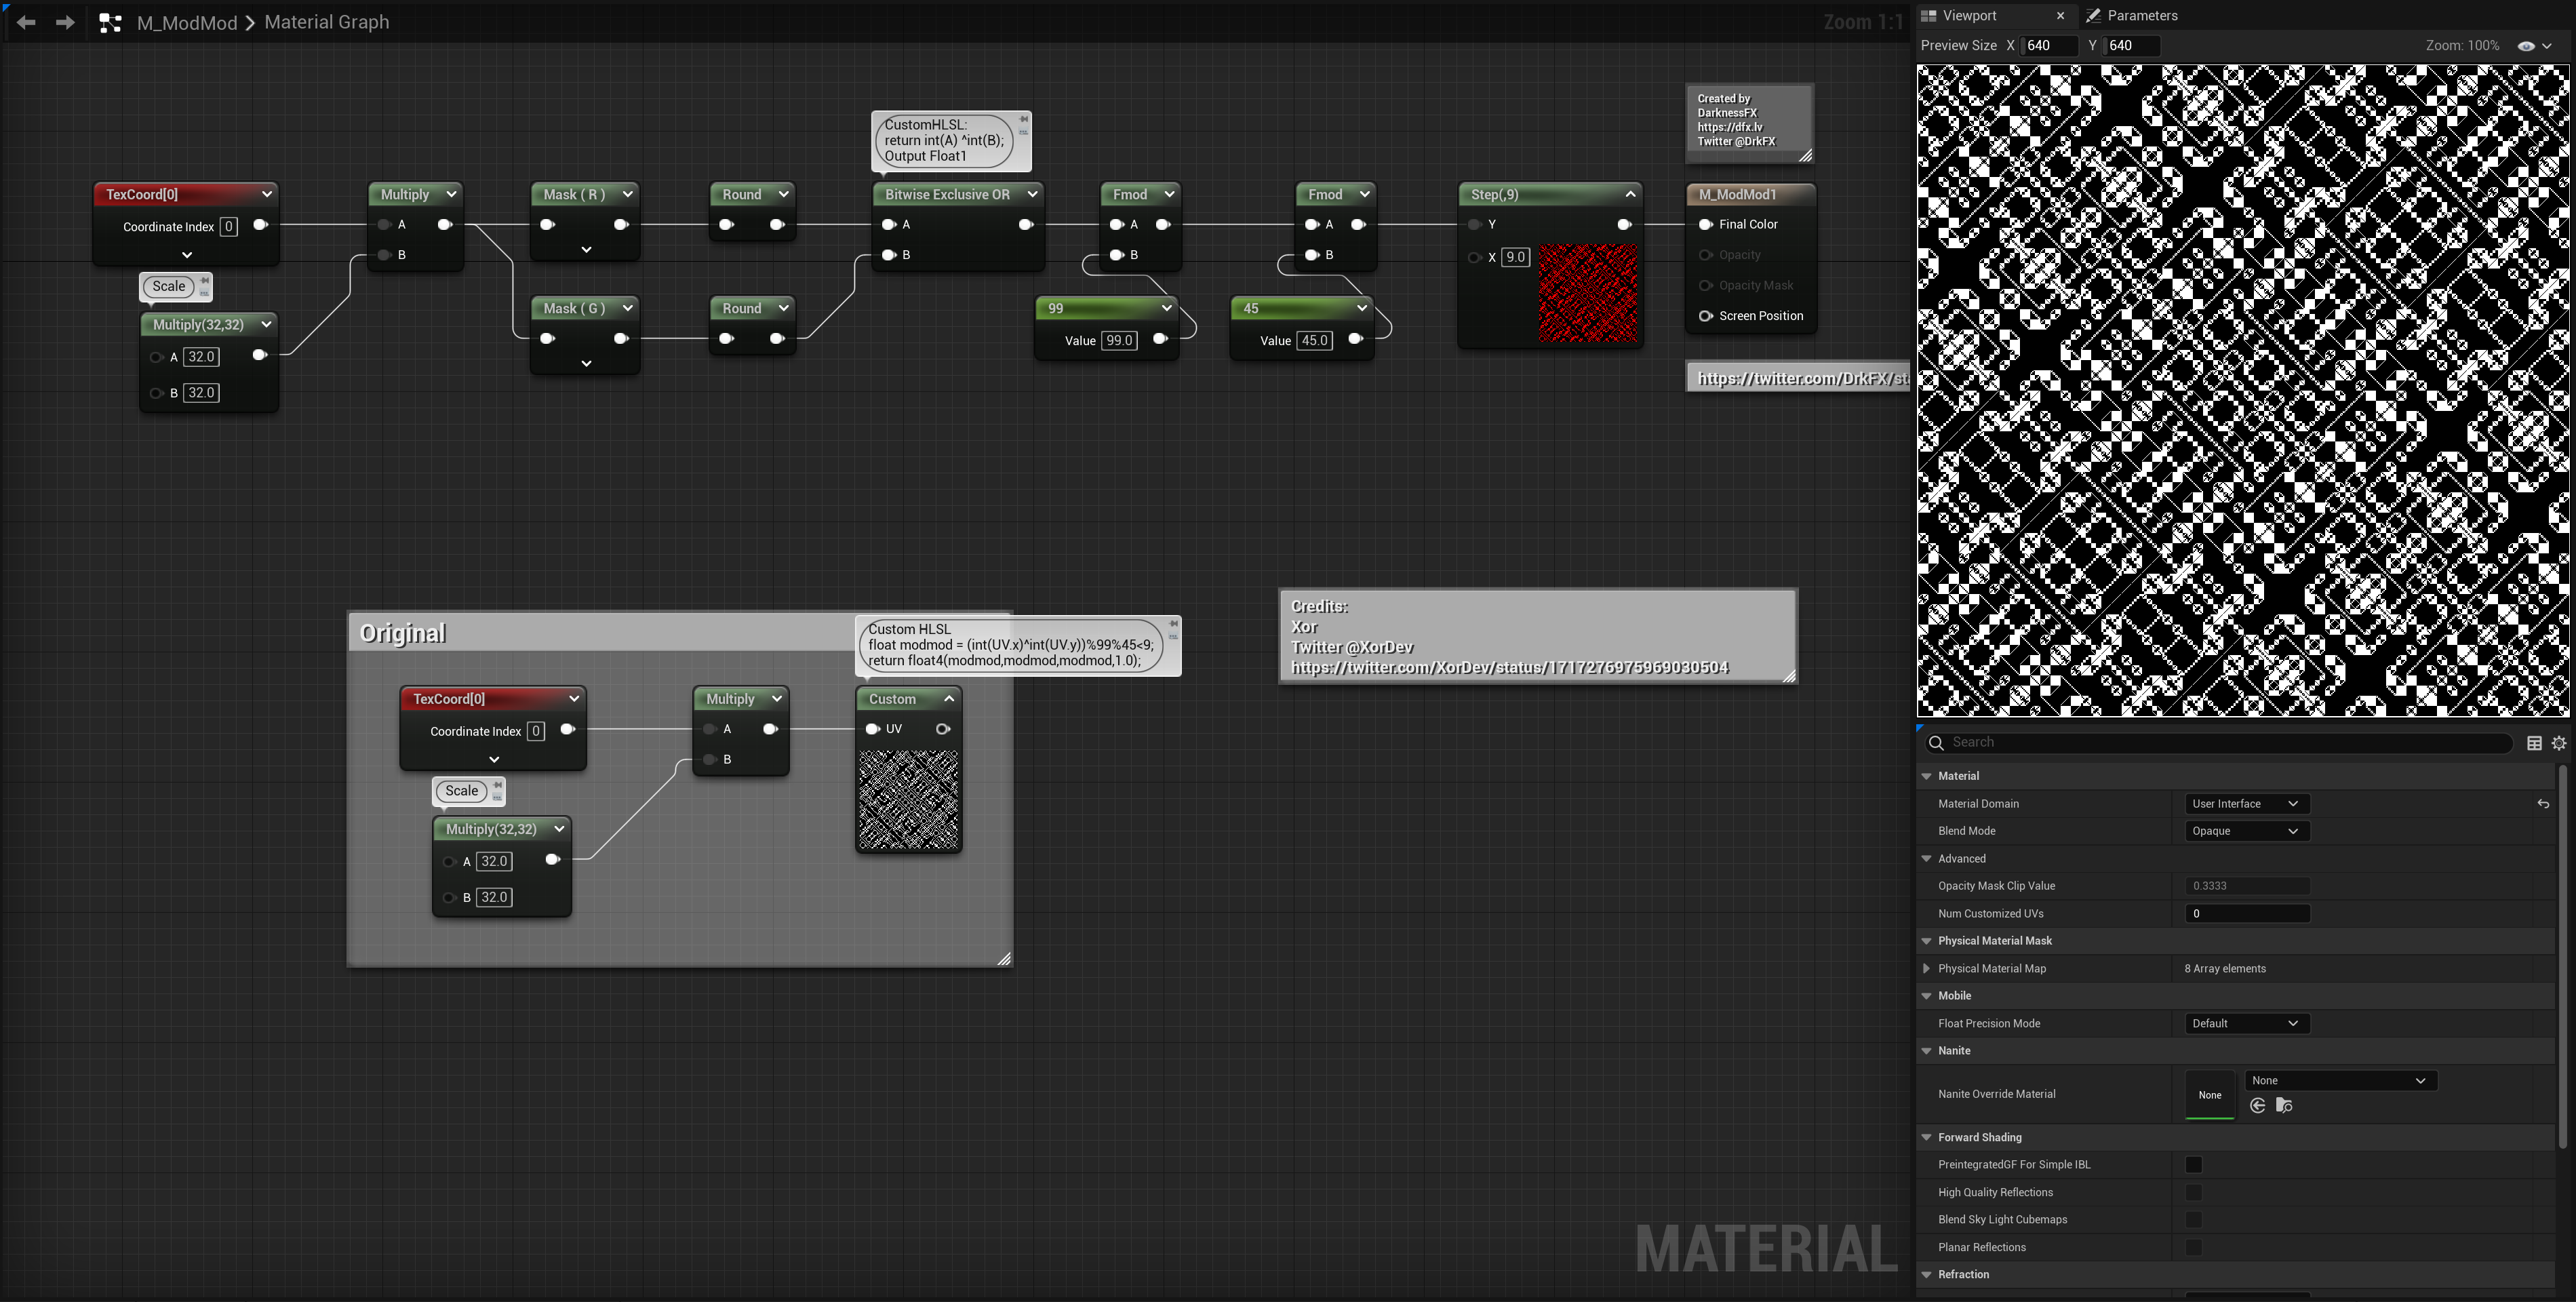 M_ModMod > Material Graph
Zoom 1:1
Created by
DarknessFX
https://dfx.lv
Twitter @DrkFX
CustomHLSL:
return int(A) ^int(B);
Output Float1
TexCoord[0]
Coordinate Index 0
Multiply
A
B
Mask ( R )
Round
Bitwise Exclusive OR
A
B
Fmod
A
B
Fmod
A
B
Step(,9)
Y
X 9.0
M_ModMod1
Final Color
Opacity
Opacity Mask
Screen Position
Scale
Multiply(32,32)
A 32.0
B 32.0
Mask ( G )
Round
99
Value 99.0
45
Value 45.0
https://twitter.com/DrkFX/st
Original
Custom HLSL
float modmod = (int(UV.x)^int(UV.y))%99%45<9;
return float4(modmod,modmod,modmod,1.0);
TexCoord[0]
Coordinate Index 0
Multiply
A
B
Custom
UV
Scale
Multiply(32,32)
A 32.0
B 32.0
Credits:
Xor
Twitter @XorDev
https://twitter.com/XorDev/status/1717276975969030504
MATERIAL
Viewport
Parameters
Preview Size X 640 Y 640
Zoom: 100%
Search
Material
Material Domain User Interface
Blend Mode Opaque
Advanced
Opacity Mask Clip Value 0.3333
Num Customized UVs 0
Physical Material Mask
Physical Material Map 8 Array elements
Mobile
Float Precision Mode Default
Nanite
Nanite Override Material None None
Forward Shading
PreintegratedGF For Simple IBL
High Quality Reflections
Blend Sky Light Cubemaps
Planar Reflections
Refraction